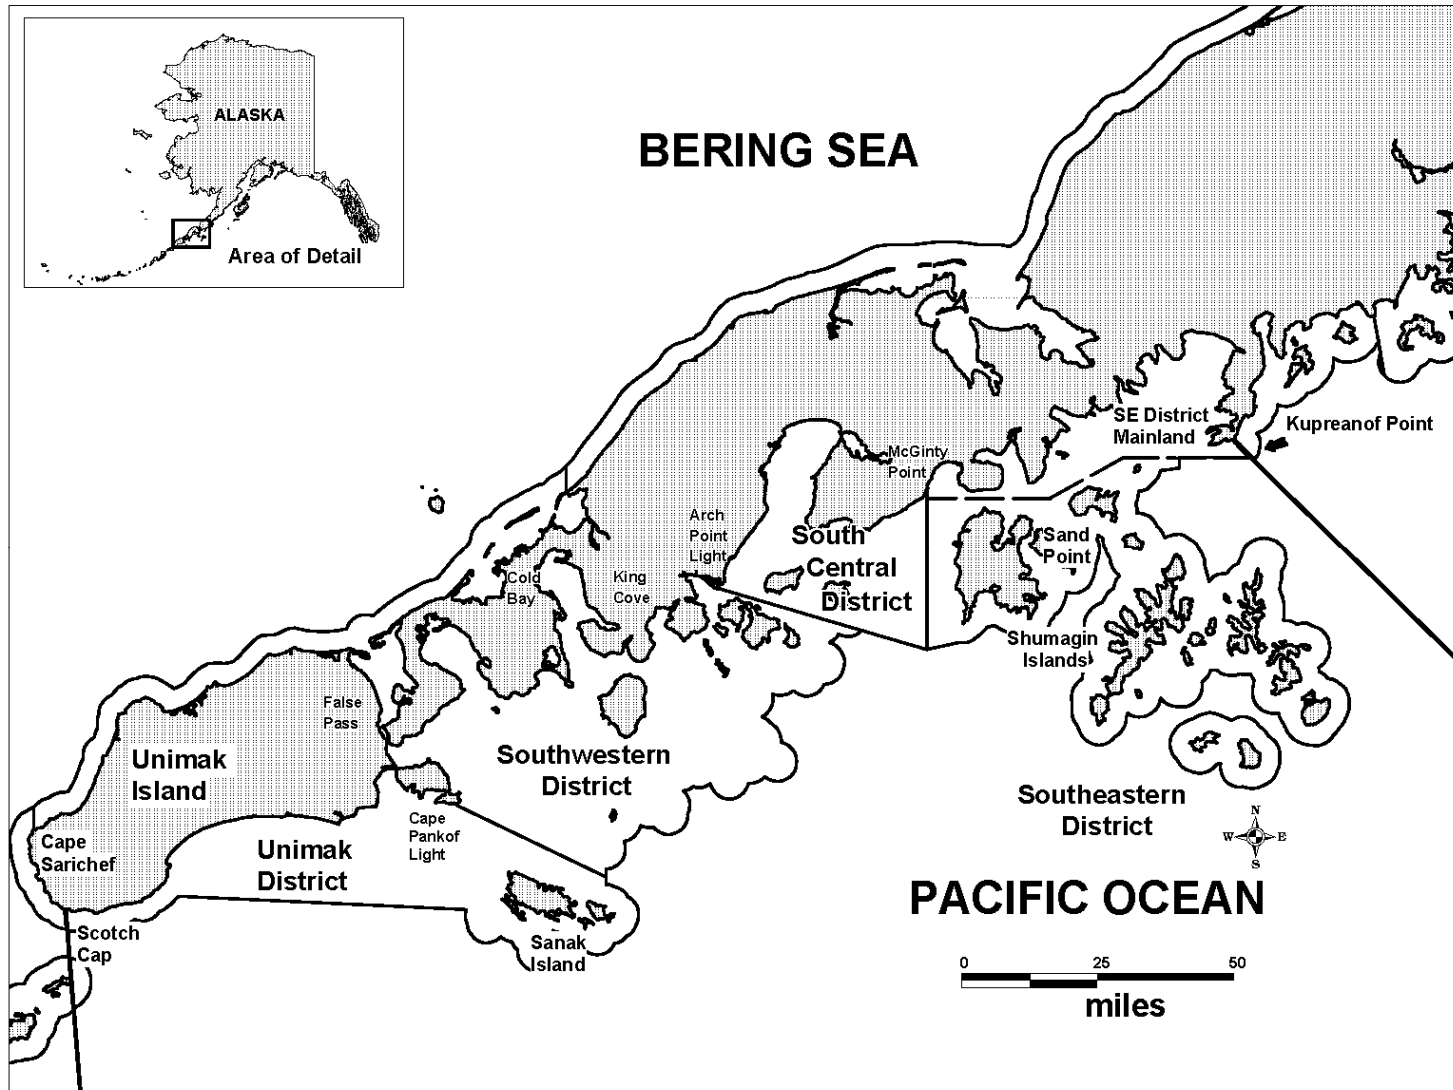 ALASKA
Area of Detail
BERING SEA
SE District
Mainland
Kupreanof Point
McGinty
Point
Arch
Point
Light
South
Central
District
Sand
Point
Cold
Bay
King
Cove
Shumagin
Islands
False
Pass
Unimak
Island
Southwestern
District
Southeastern
District
Cape
Sarichef
Unimak
District
Cape
Pankof
Light
N
W E
S
PACIFIC OCEAN
Scotch
Cap
Sanak
Island
0 25 50
miles